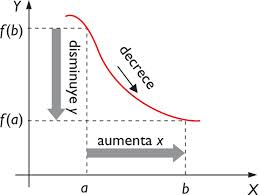 Y
f(b)
disminuye y
decrece
f(a)
aumenta x
a
b
X